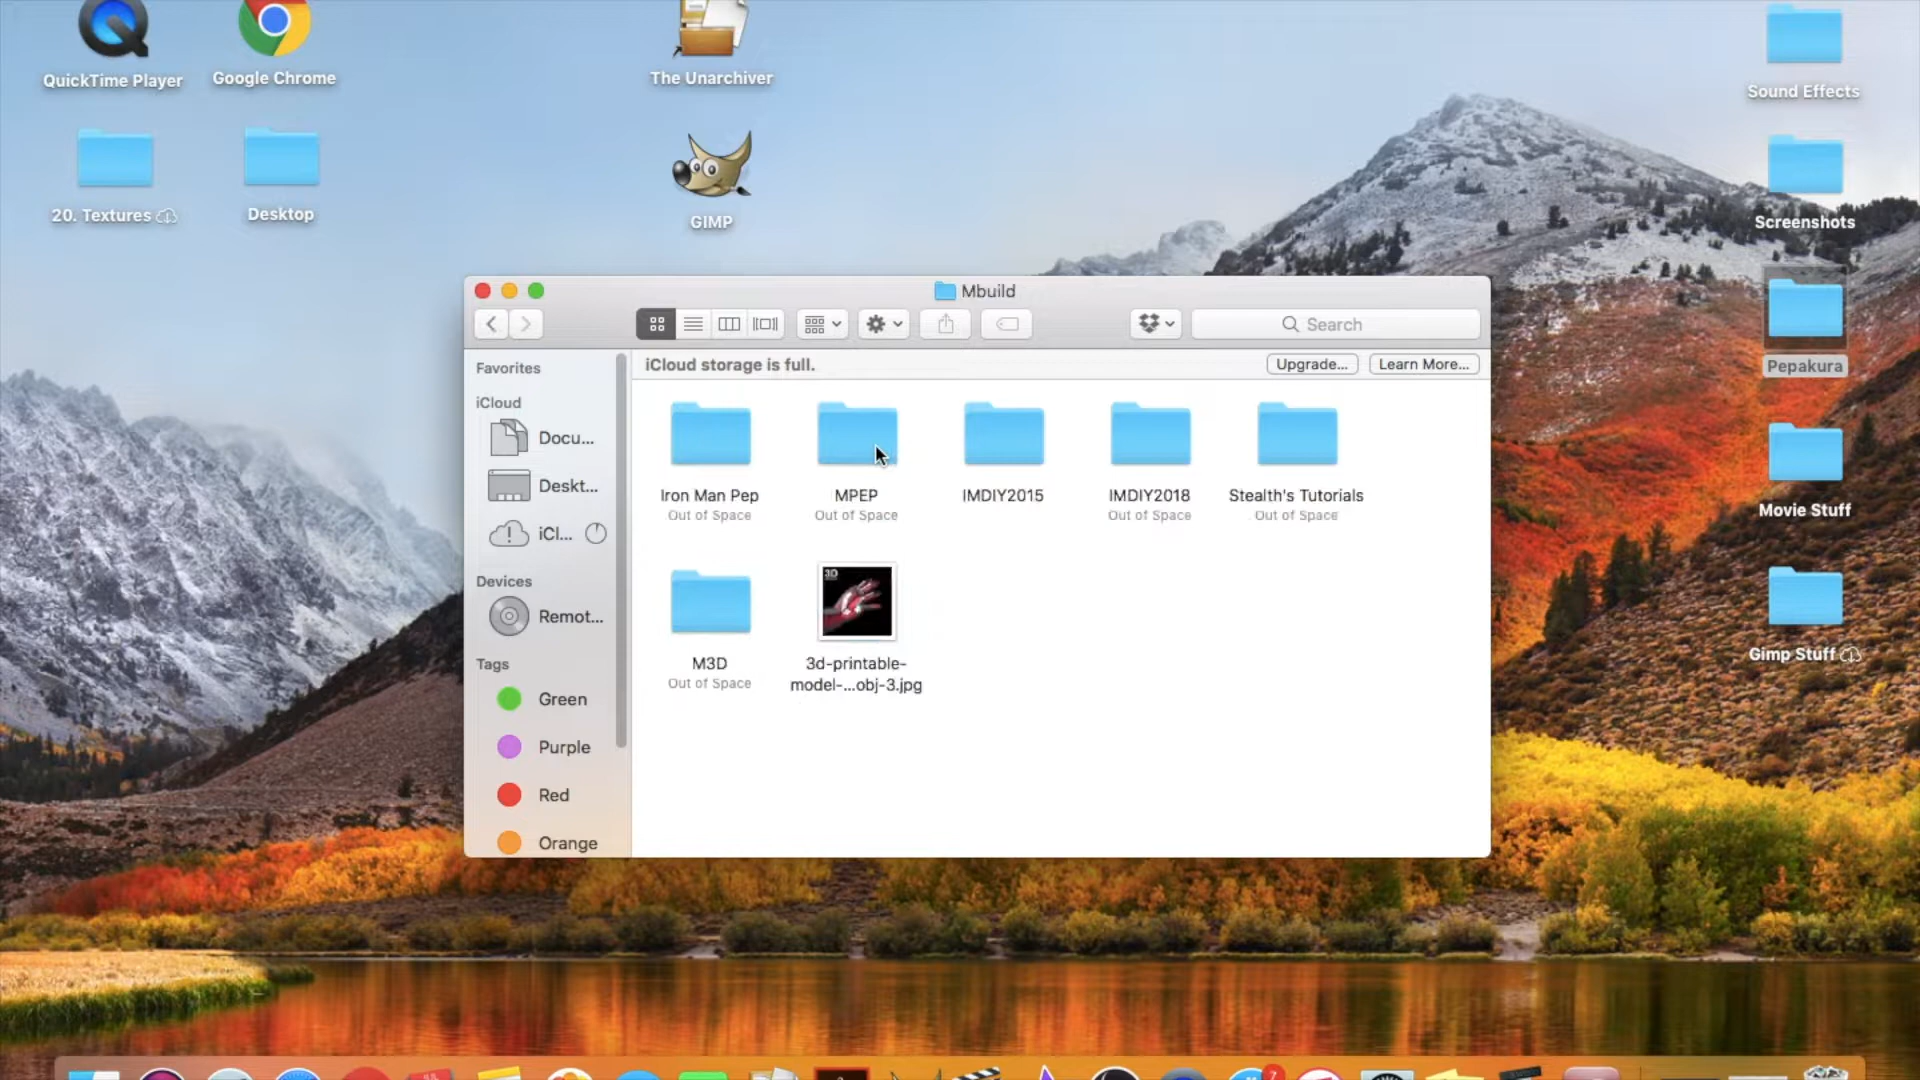 QuickTime Player
Google Chrome
The Unarchiver
Sound Effects
20. Textures
Desktop
GIMP
Screenshots
Mbuild
Search
Pepakura
iCloud storage is full.
Upgrade...
Learn More...
Favorites
iCloud
Docu...
Deskt...
iCl...
Devices
Remot...
Tags
Green
Purple
Red
Orange
Iron Man Pep
Out of Space
MPEP
Out of Space
IMDIY2015
IMDIY2018
Out of Space
Stealth's Tutorials
Out of Space
M3D
Out of Space
3D
3d-printable-
model-...obj-3.jpg
Movie Stuff
Gimp Stuff
7